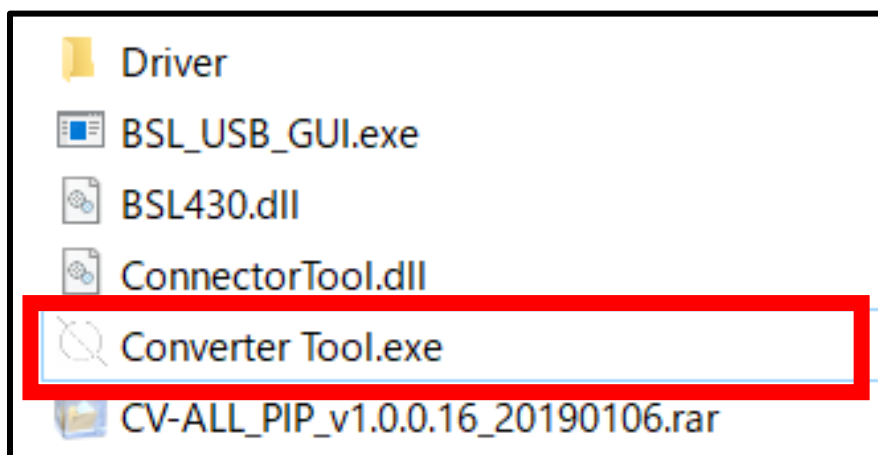 Driver
BSL_USB_GUI.exe
BSL430.dll
ConnectorTool.dll
Converter Tool.exe
CV-ALL_PIP_v1.0.0.16_20190106.rar